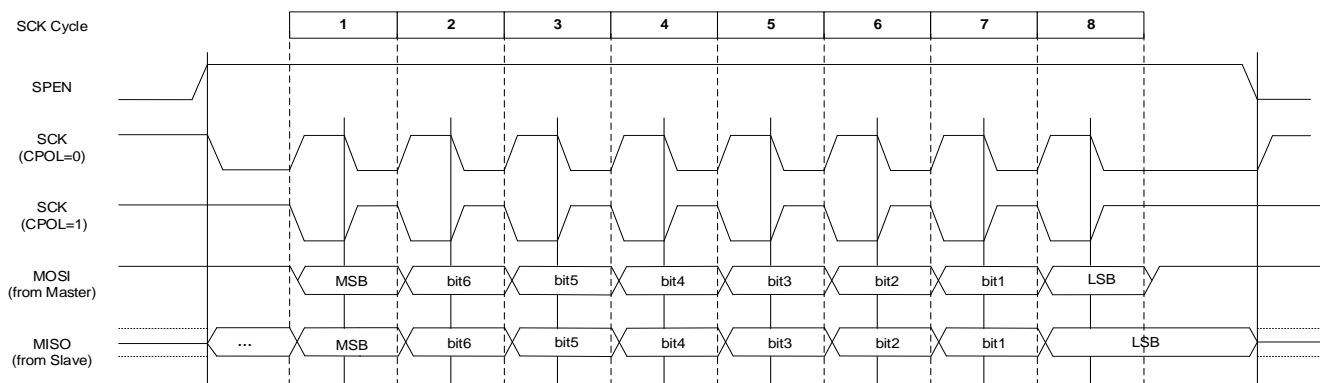 SCK Cycle 1 2 3 4 5 6 7 8
SPEN
SCK
(CPOL=0)
SCK
(CPOL=1)
MOSI
(from Master)
MSB bit6 bit5 bit4 bit3 bit2 bit1 LSB
MISO
(from Slave)
... MSB bit6 bit5 bit4 bit3 bit2 bit1 LSB